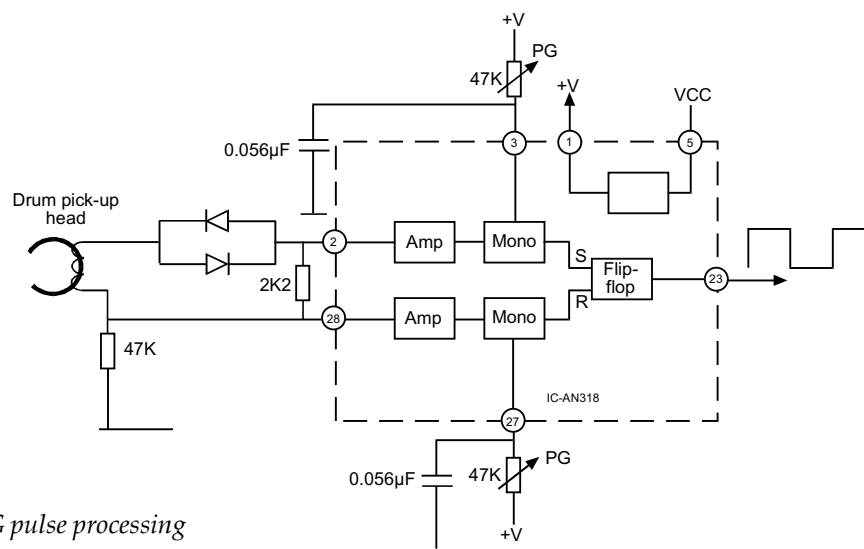 +V
PG
47K
+V
VCC
0.056µF
3
1
5
Drum pick-up
head
2
Amp
Mono
S
Flip-
flop
23
2K2
R
28
Amp
Mono
47K
IC-AN318
27
0.056µF
47K
PG
+V
G pulse processing